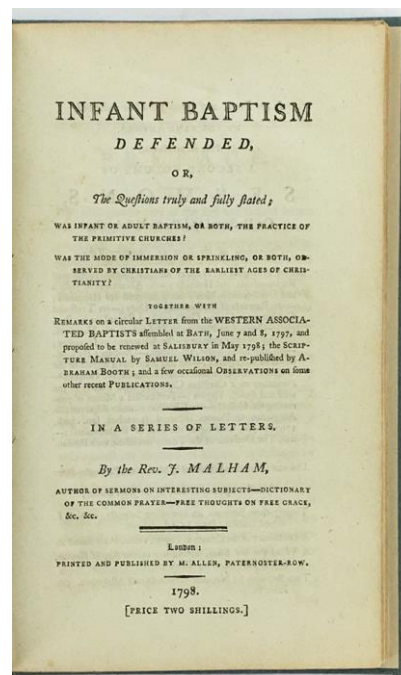 INFANT BAPTISM
DEFENDED,
OR,
The Queſtions truly and fully ſtated;
WAS INFANT OR ADULT BAPTISM, OR BOTH, THE PRACTICE OF
THE PRIMITIVE CHURCHES?
WAS THE MODE OF IMMERSION OR SPRINKLING, OR BOTH, OB-
SERVED BY CHRISTIANS OF THE EARLIEST AGES OF CHRIS-
TIANITY?
TOGETHER WITH
REMARKS on a circular LETTER from the WESTERN ASSOCIA-
TED BAPTISTS aſſembled at BATH, June 7 and 8, 1797, and
propoſed to be renewed at SALISBURY in May 1798; the SCRIP-
TURE MANUAL by SAMUEL WILSON, and re-publiſhed by A-
BRAHAM BOOTH; and a few occaſional OBSERVATIONS on ſome
other recent PUBLICATIONS.
IN A SERIES OF LETTERS.
By the Rev. J. MALHAM,
AUTHOR OF SERMONS ON INTERESTING SUBJECTS—DICTIONARY
OF THE COMMON PRAYER—FREE THOUGHTS ON FREE GRACE,
&c. &c.
London:
PRINTED AND PUBLISHED BY M. ALLEN, PATERNOSTER-ROW.
1798.
[PRICE TWO SHILLINGS.]